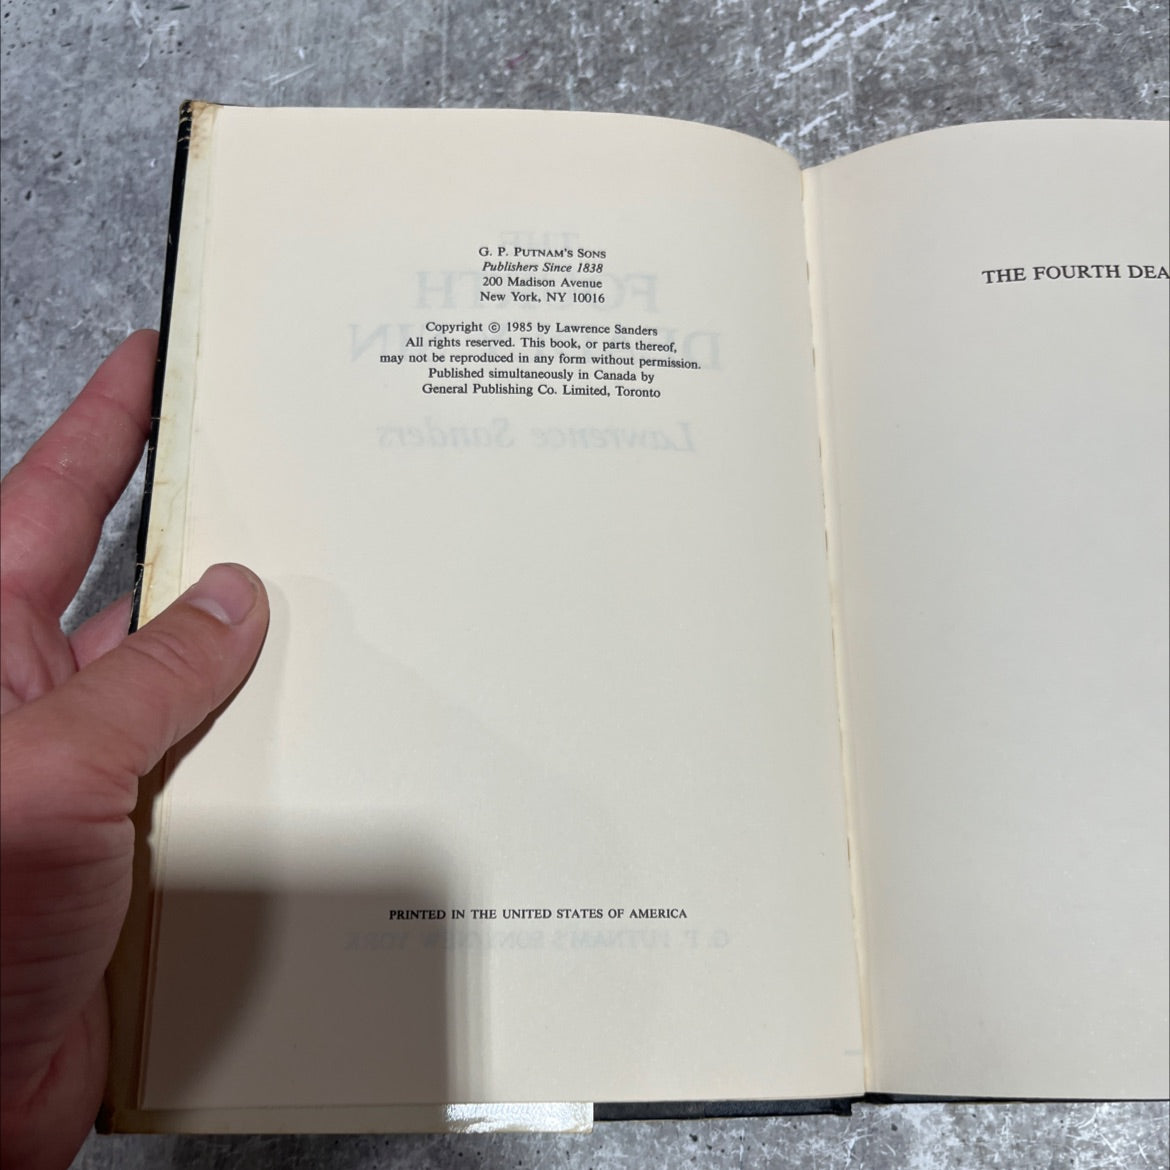 G. P. PUTNAM'S SONS
Publishers Since 1838
200 Madison Avenue
New York, NY 10016
Copyright © 1985 by Lawrence Sanders
All rights reserved. This book, or parts thereof,
may not be reproduced in any form without permission.
Published simultaneously in Canada by
General Publishing Co. Limited, Toronto
PRINTED IN THE UNITED STATES OF AMERICA
THE FOURTH DEA